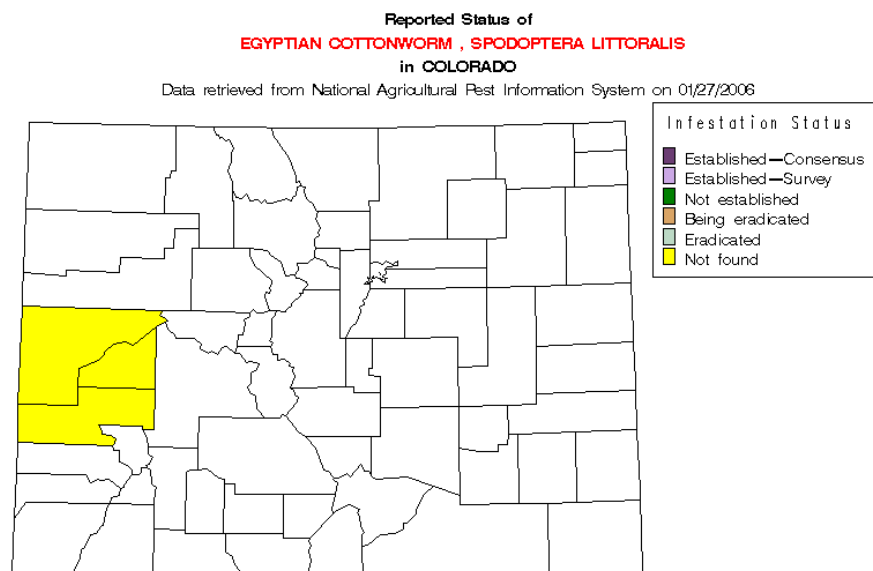 Reported Status of
EGYPTIAN COTTONWORM , SPODOPTERA LITTORALIS
in COLORADO
Data retrieved from National Agricultural Pest Information System on 01/27/2006
Infestation Status
Established—Consensus
Established—Survey
Not established
Being eradicated
Eradicated
Not found